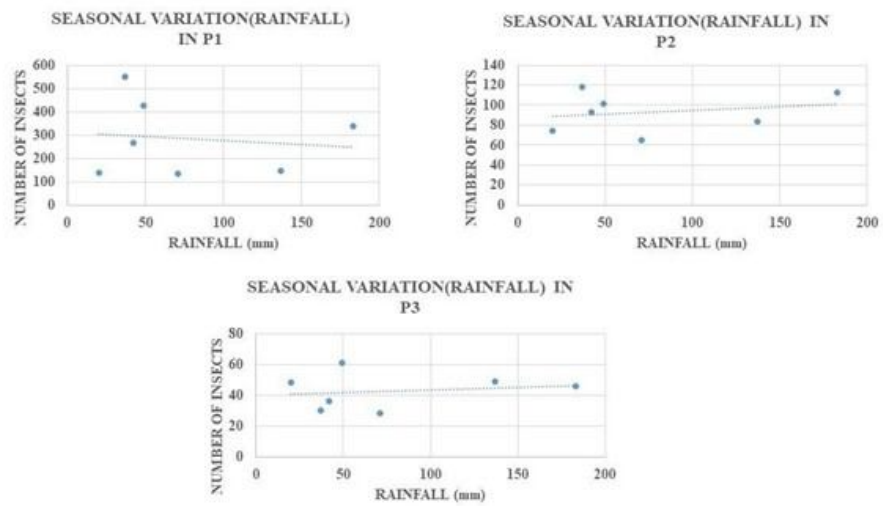 SEASONAL VARIATION(RAINFALL)
IN P1
NUMBER OF INSECTS
600
500
400
300
200
100
0
0 50 100 150 200
RAINFALL (mm)
SEASONAL VARIATION(RAINFALL) IN
P2
NUMBER OF INSECTS
140
120
100
80
60
40
20
0
0 50 100 150 200
RAINFALL (mm)
SEASONAL VARIATION(RAINFALL) IN
P3
NUMBER OF INSECTS
80
60
40
20
0
0 50 100 150 200
RAINFALL (mm)